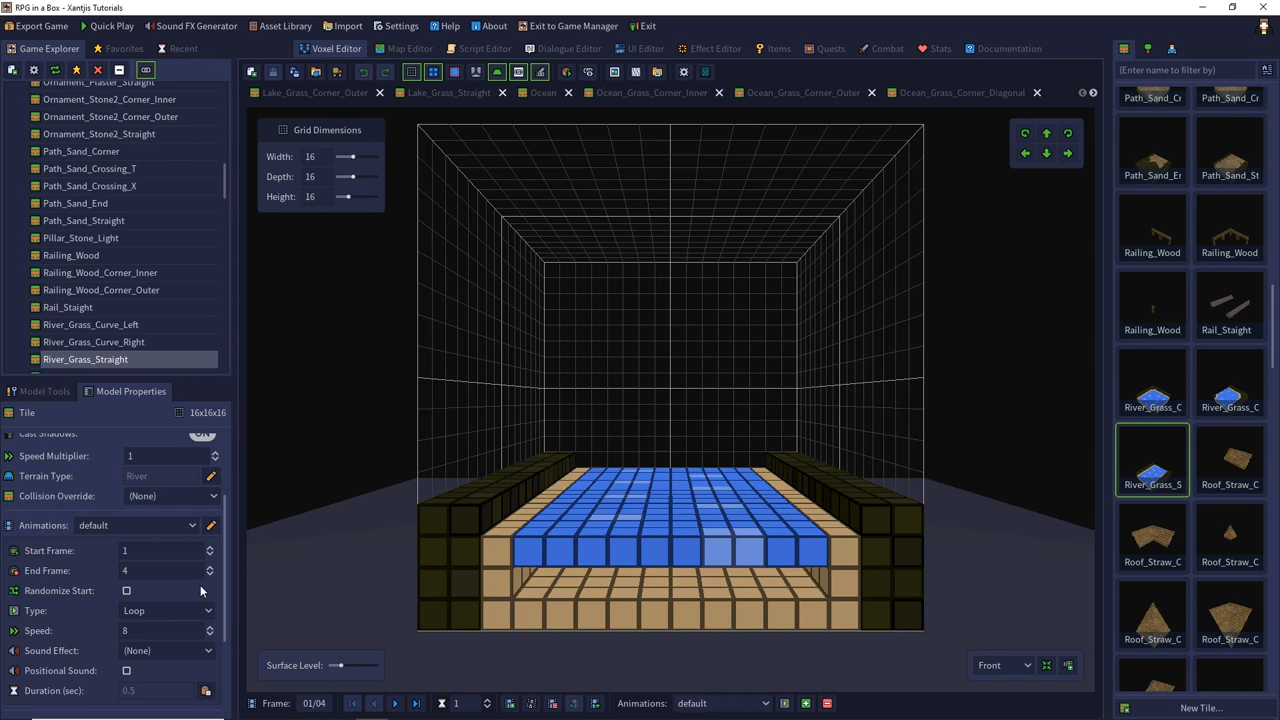 RPG in a Box - Xantjis Tutorials
Export Game Quick Play Sound FX Generator Asset Library Import Settings Help About Exit to Game Manager Exit
Game Explorer Favorites Recent Voxel Editor Map Editor Script Editor Dialogue Editor UI Editor Effect Editor Items Quests Combat Stats Documentation
(Enter name to filter by)
Lake_Grass_Corner_Outer Lake_Grass_Straight Ocean Ocean_Grass_Corner_Inner Ocean_Grass_Corner_Outer Ocean_Grass_Corner_Diagonal
Ornament_Plaster_Straight
Ornament_Stone2_Corner_Inner
Ornament_Stone2_Corner_Outer
Ornament_Stone2_Straight
Path_Sand_Corner
Path_Sand_Crossing_T
Path_Sand_Crossing_X
Path_Sand_End
Path_Sand_Straight
Pillar_Stone_Light
Railing_Wood
Railing_Wood_Corner_Inner
Railing_Wood_Corner_Outer
Rail_Staight
River_Grass_Curve_Left
River_Grass_Curve_Right
River_Grass_Straight
Model Tools Model Properties
Tile 16x16x16
Cast Shadows: ON
Speed Multiplier: 1
Terrain Type: River
Collision Override: (None)
Animations: default
Start Frame: 1
End Frame: 4
Randomize Start:
Type: Loop
Speed: 8
Sound Effect: (None)
Positional Sound:
Duration (sec): 0.5
Grid Dimensions
Width: 16
Depth: 16
Height: 16
Surface Level:
Front
Frame: 01/04 1 Animations: default
Path_Sand_Cr Path_Sand_Cr
Path_Sand_Er Path_Sand_St
Railing_Wood Railing_Wood
Railing_Wood Rail_Staight
River_Grass_C River_Grass_C
River_Grass_S Roof_Straw_C
Roof_Straw_C Roof_Straw_C
Roof_Straw_C Roof_Straw_C
New Tile...